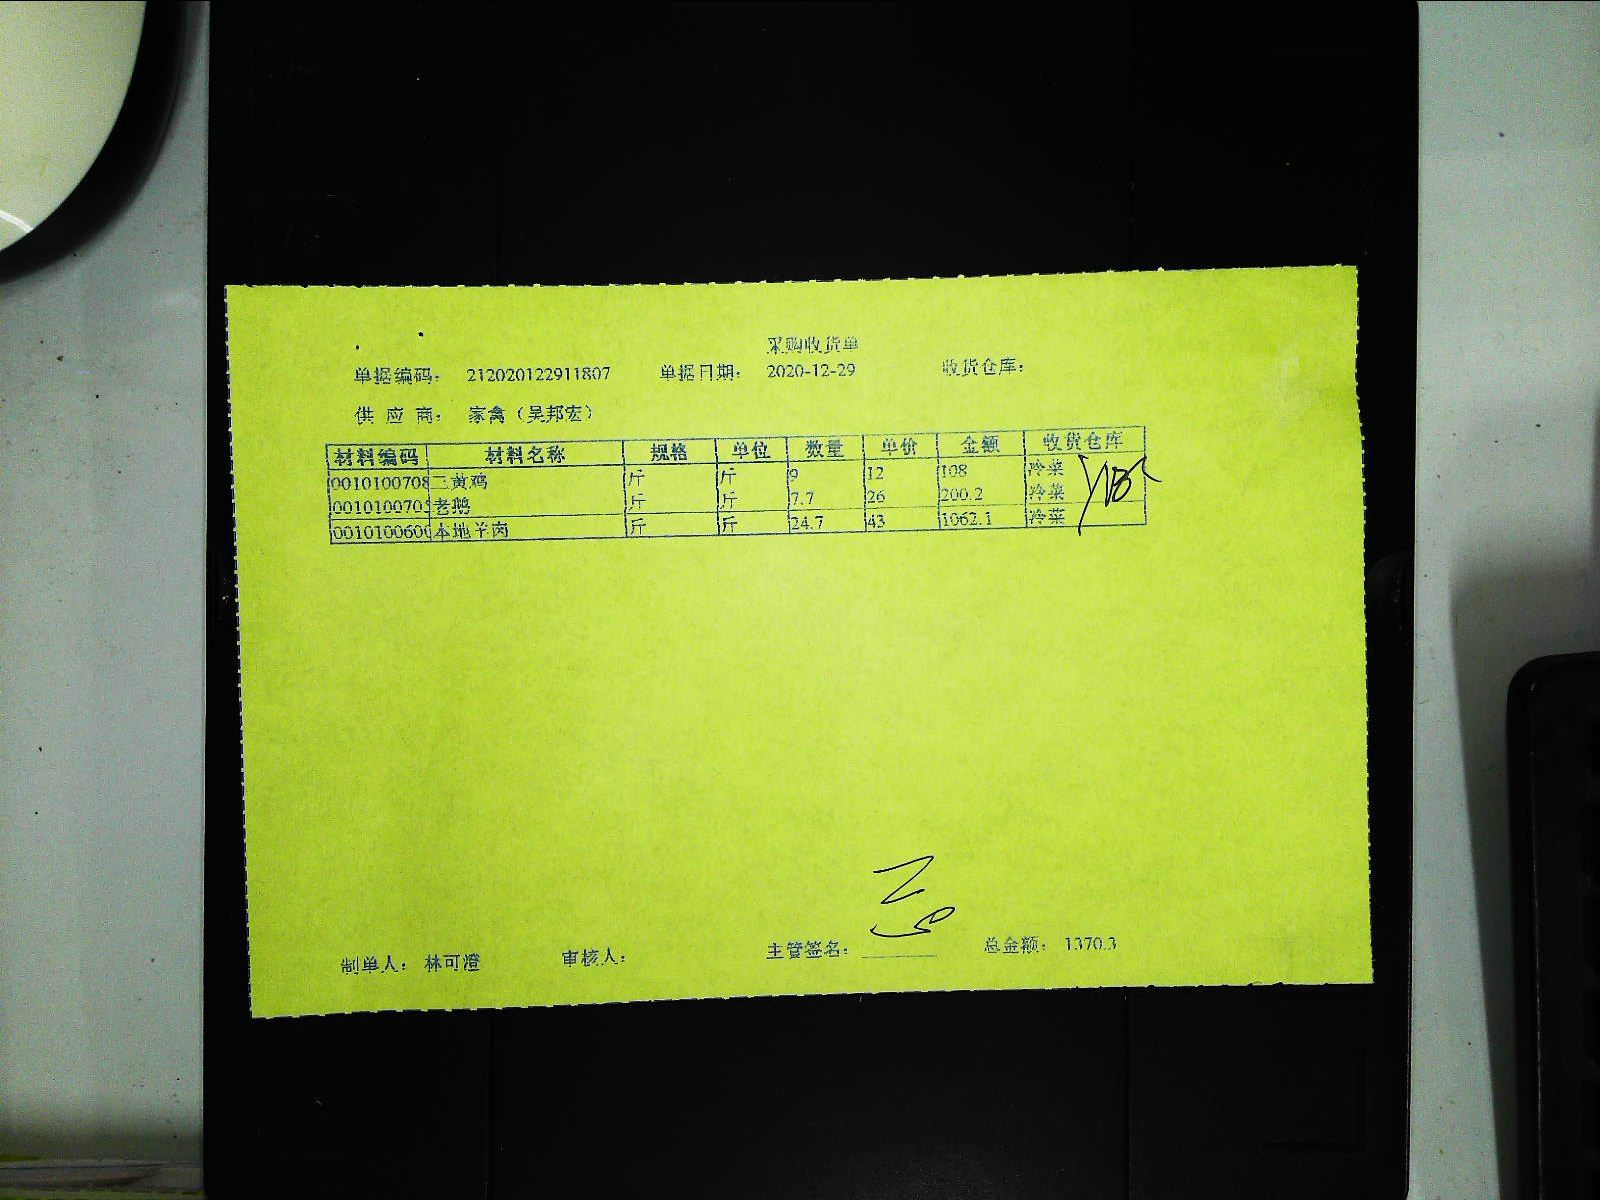 采购收货单
单据编码： 212020122911807 单据日期： 2020-12-29 收货仓库：
供 应 商： 家禽（吴邦宏）
材料编码 材料名称 规格 单位 数量 单价 金额 收货仓库
0010100708 三黄鸡 斤 斤 9 12 108 冷菜
001010070 老鹅 斤 斤 7.7 26 200.2 冷菜
001010060 本地羊肉 斤 斤 24.7 43 1062.1 冷菜
制单人： 林可澄 审核人： 主管签名： 总金额： 1370.3